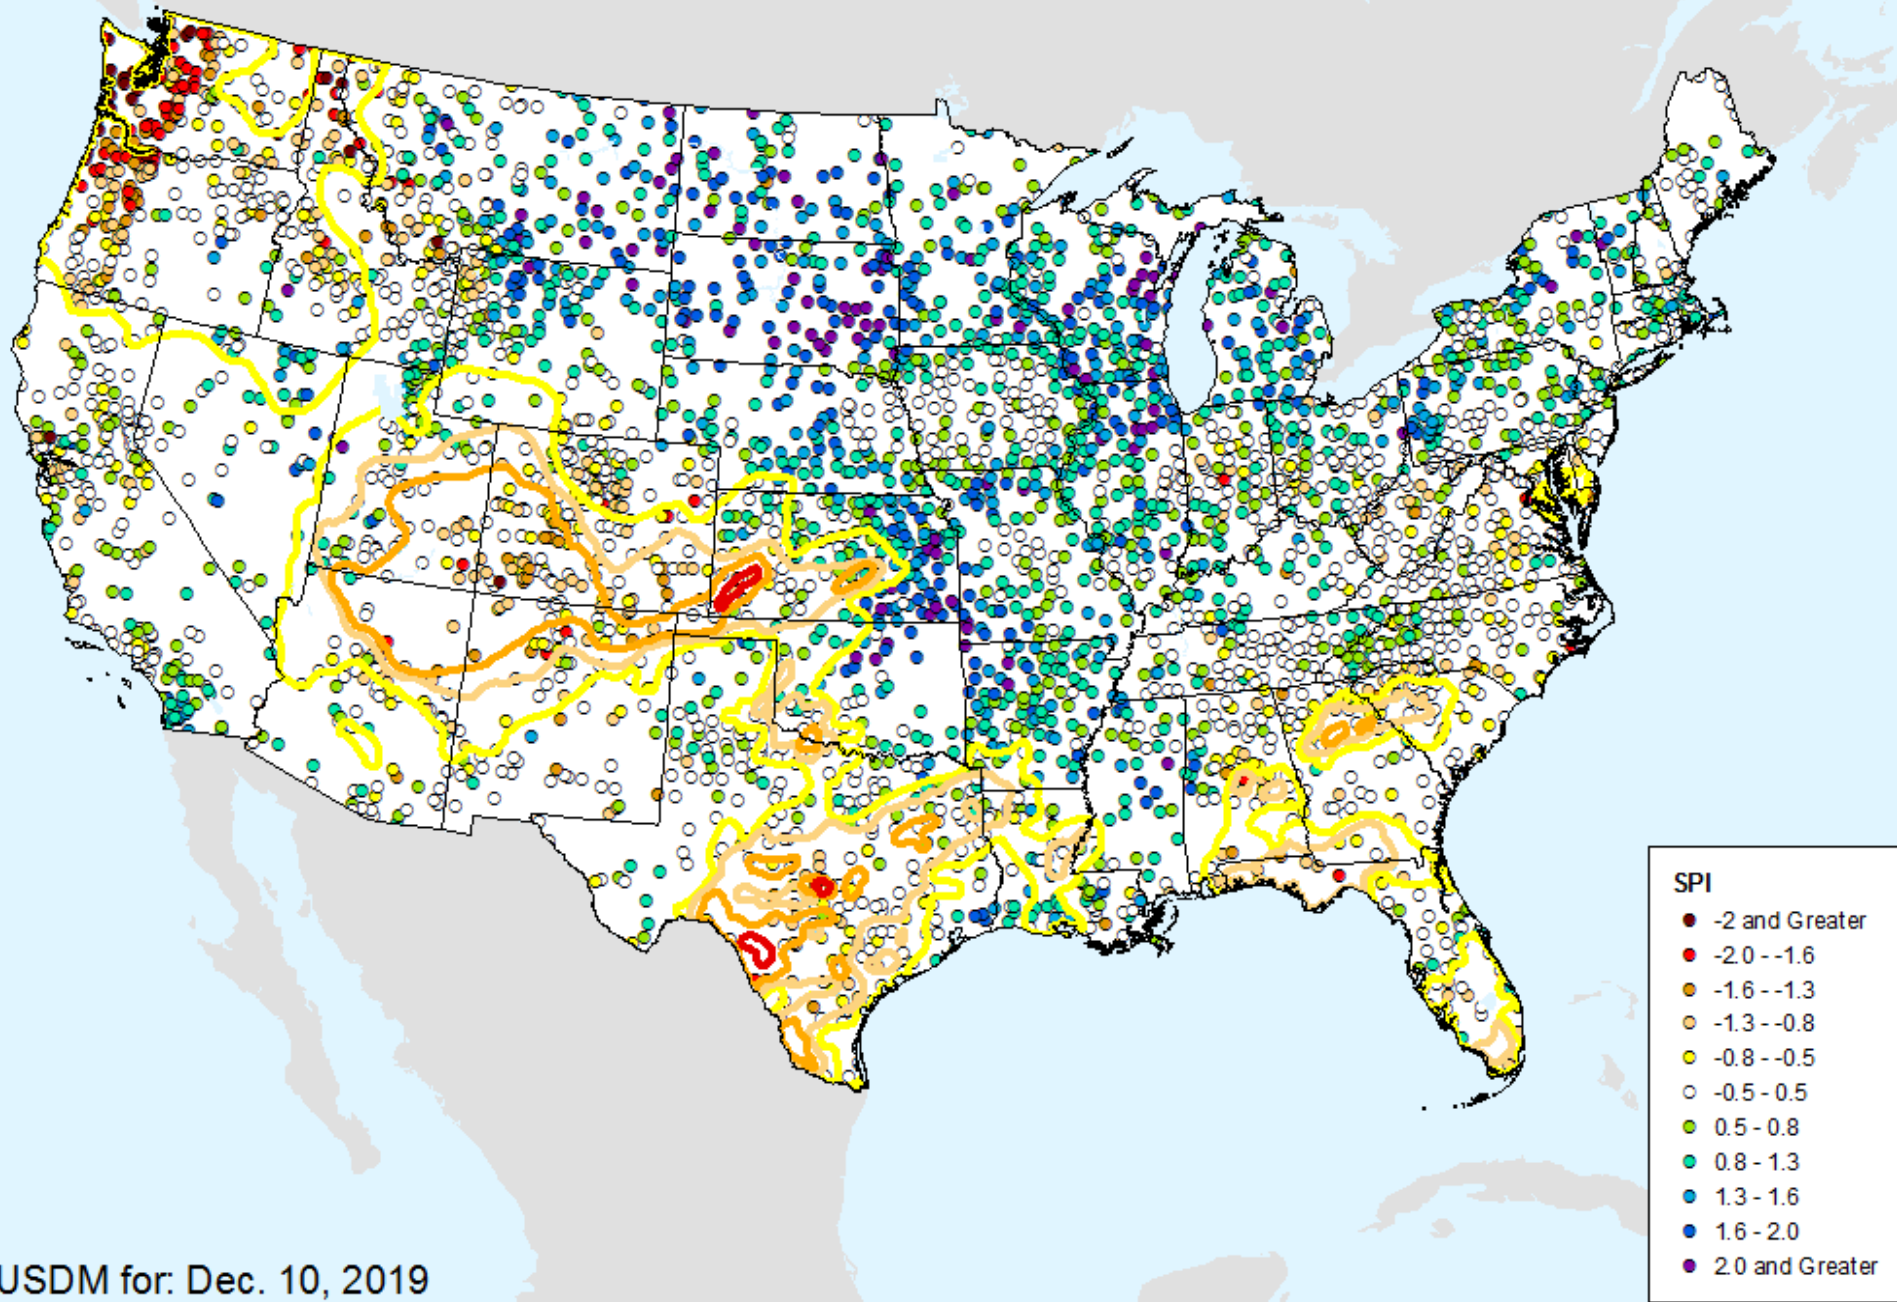 SPI
-2 and Greater
-2.0 - -1.6
-1.6 - -1.3
-1.3 - -0.8
-0.8 - -0.5
-0.5 - 0.5
0.5 - 0.8
0.8 - 1.3
1.3 - 1.6
1.6 - 2.0
2.0 and Greater
USDM for: Dec. 10, 2019